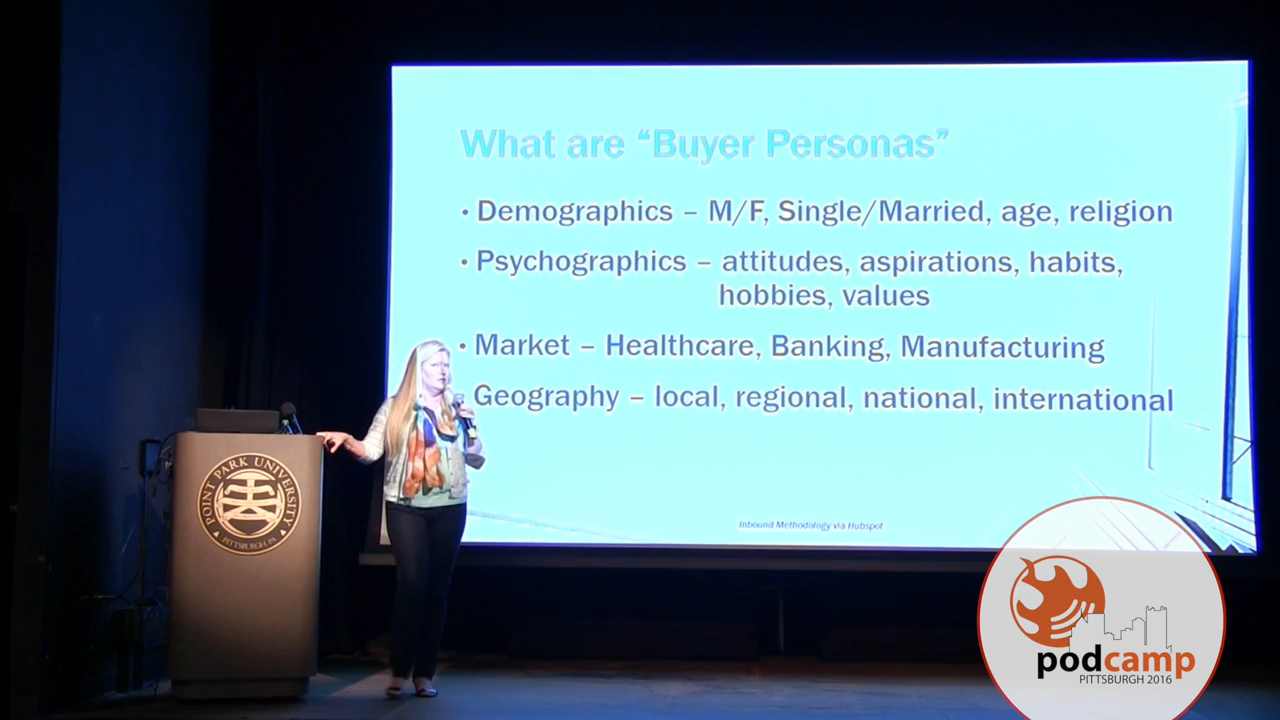 What are “Buyer Personas”
• Demographics – M/F, Single/Married, age, religion
• Psychographics – attitudes, aspirations, habits,
hobbies, values
• Market – Healthcare, Banking, Manufacturing
• Geography – local, regional, national, international
Inbound Methodology via Hubspot
POINT PARK UNIVERSITY
PITTSBURGH, PA
podcamp
PITTSBURGH 2016